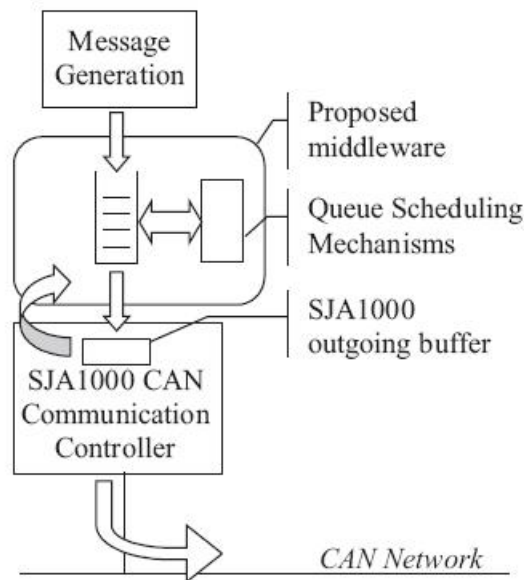 Message
Generation
Proposed
middleware
Queue Scheduling
Mechanisms
SJA1000
outgoing buffer
SJA1000 CAN
Communication
Controller
CAN Network